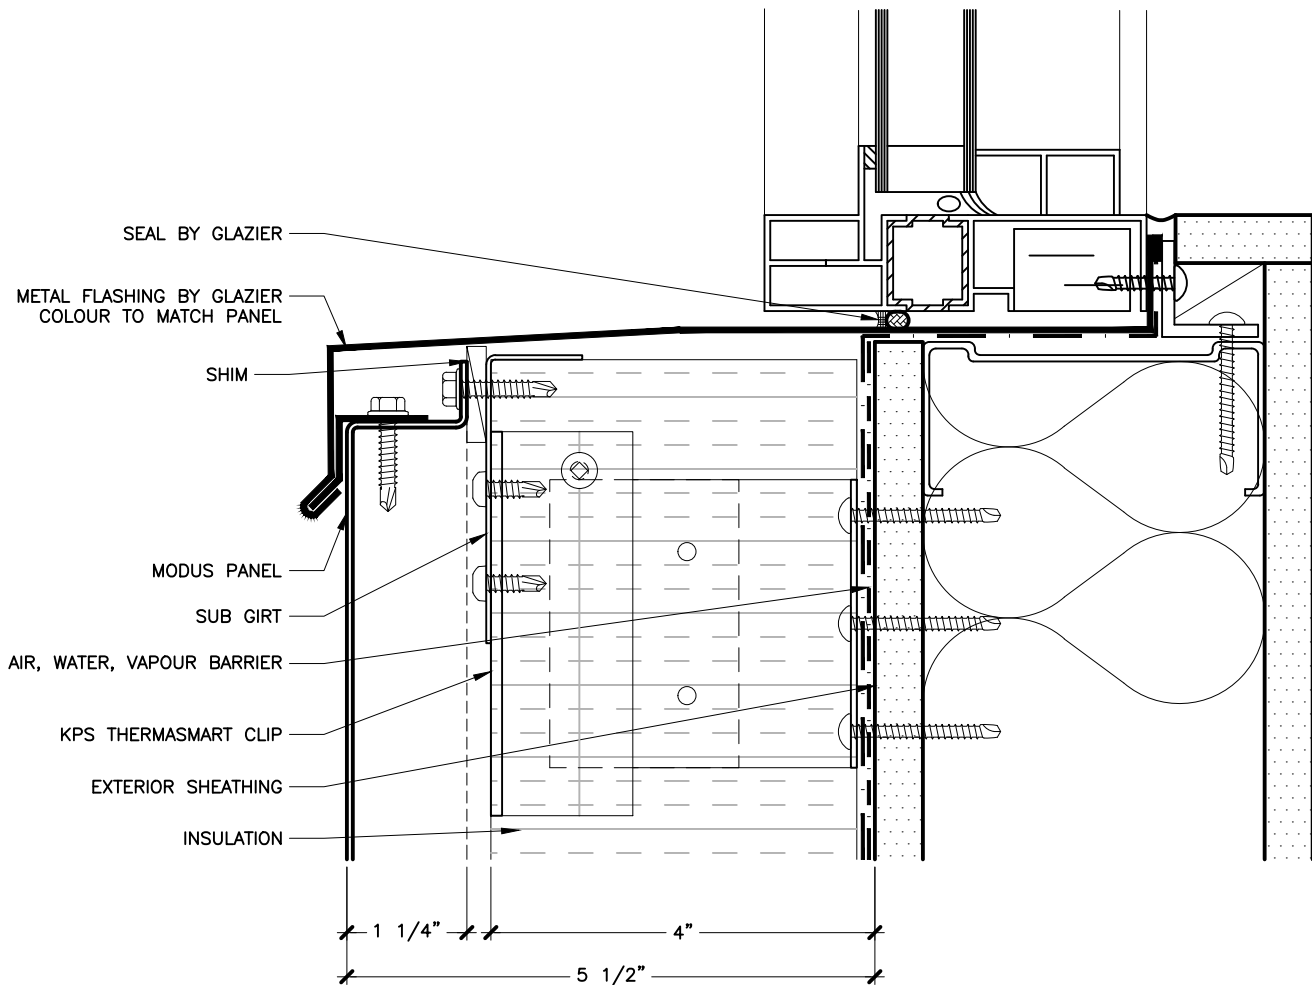 SEAL BY GLAZIER
METAL FLASHING BY GLAZIER
COLOUR TO MATCH PANEL
SHIM
MODUS PANEL
SUB GIRT
AIR, WATER, VAPOUR BARRIER
KPS THERMASMART CLIP
EXTERIOR SHEATHING
INSULATION
1 1/4”
4”
5 1/2”